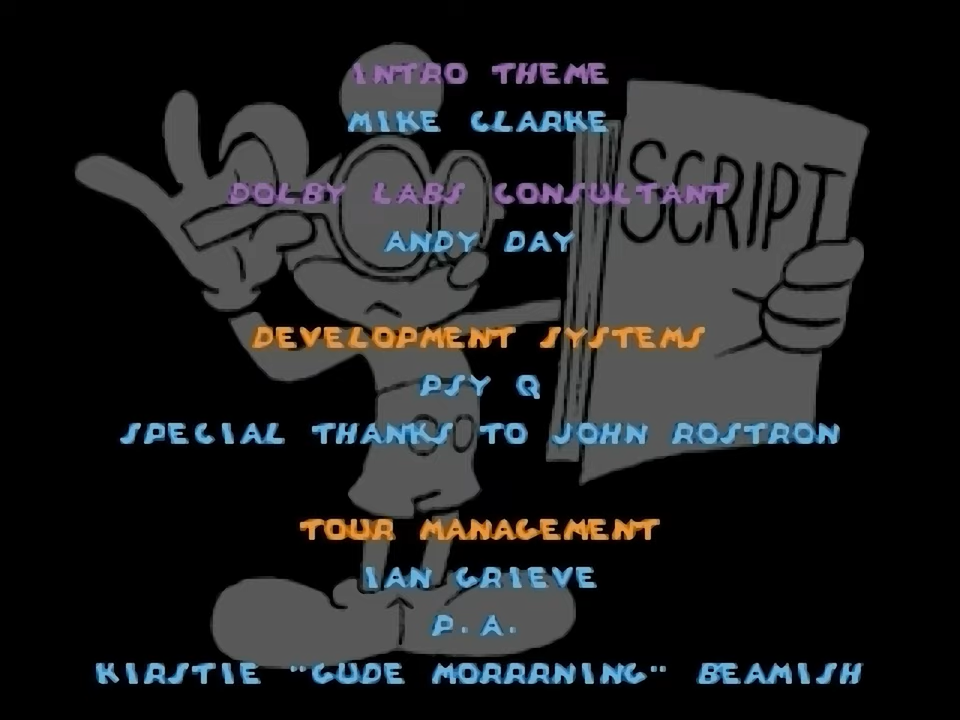 INTRO THEME
MIKE CLARKE
DOLBY LABS CONSULTANT
ANDY DAY
SCRIPT
DEVELOPMENT SYSTEMS
PSY Q
SPECIAL THANKS TO JOHN ROSTRON
TOUR MANAGEMENT
IAN GRIEVE
P.A.
KIRSTIE "GUDE MORRRNING" BEAMISH